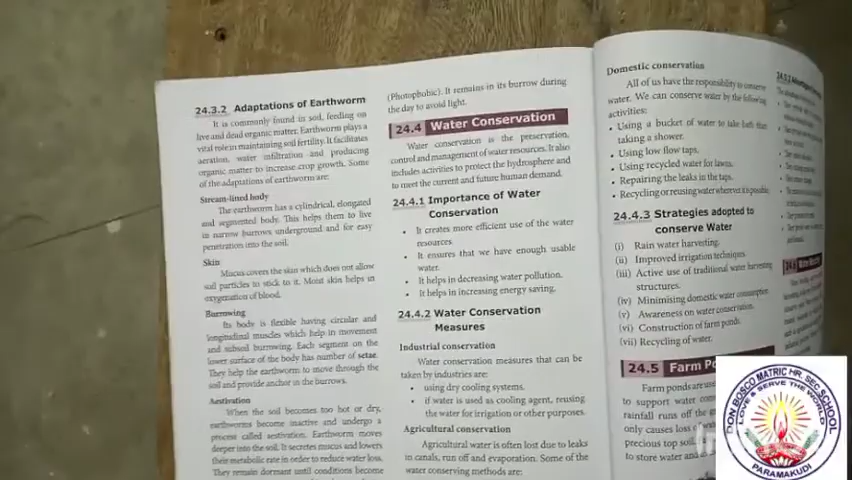 24.3.2 Adaptations of Earthworm
It is commonly found in soil, feeding on
live and dead organic matter. Earthworm plays a
vital role in maintaining soil fertility. It facilitates
aeration, water infiltration and producing
organic matter to increase crop growth. Some
of the adaptations of earthworm are:
Stream-lined body
The earthworm has a cylindrical, elongated
and segmented body. This helps them to live
in narrow burrows underground and for easy
penetration into the soil.
Skin
Mucus covers the skin which does not allow
soil particles to stick to it. Moist skin helps in
oxygenation of blood.
Burrowing
Its body is flexible having circular and
longitudinal muscles which help in movement
and subsoil burrowing. Each segment on the
lower surface of the body has number of setae.
They help the earthworm to move through the
soil and provide anchor in the burrows.
Aestivation
When the soil becomes too hot or dry,
earthworms become inactive and undergo a
process called aestivation. Earthworm moves
deeper into the soil. It secretes mucus and lowers
their metabolic rate in order to reduce water loss.
They remain dormant until conditions become
(Photophobic). It remains in its burrow during
the day to avoid light.
24.4 Water Conservation
Water conservation is the preservation,
control and management of water resources. It also
includes activities to protect the hydrosphere and
to meet the current and future human demand.
24.4.1 Importance of Water
Conservation
• It creates more efficient use of the water
resources.
• It ensures that we have enough usable
water.
• It helps in decreasing water pollution.
• It helps in increasing energy saving.
24.4.2 Water Conservation
Measures
Industrial conservation
Water conservation measures that can be
taken by industries are:
• using dry cooling systems.
• if water is used as cooling agent, reusing
the water for irrigation or other purposes.
Agricultural conservation
Agricultural water is often lost due to leaks
in canals, run off and evaporation. Some of the
water conserving methods are:
Domestic conservation
All of us have the responsiblity to conserve
water. We can conserve water by the following
activities:
• Using a bucket of water to take bath than
taking a shower.
• Using low flow taps.
• Using recycled water for lawns.
• Repairing the leaks in the taps.
• Recycling or reusing water wherever it is possible.
24.4.3 Strategies adopted to
conserve Water
(i) Rain water harvesting.
(ii) Improved irrigation techniques.
(iii) Active use of traditional water harvesting
structures.
(iv) Minimising domestic water consumption.
(v) Awareness on water conservation.
(vi) Construction of farm ponds.
(vii) Recycling of water.
24.5 Farm Po
Farm ponds are use
to support water con
rainfall runs off the g
only causes loss of w
precious top soil
to store water and
DON BOSCO MATRIC HR. SEC. SCHOOL
LOVE & SERVE THE WORLD
PARAMAKUDI